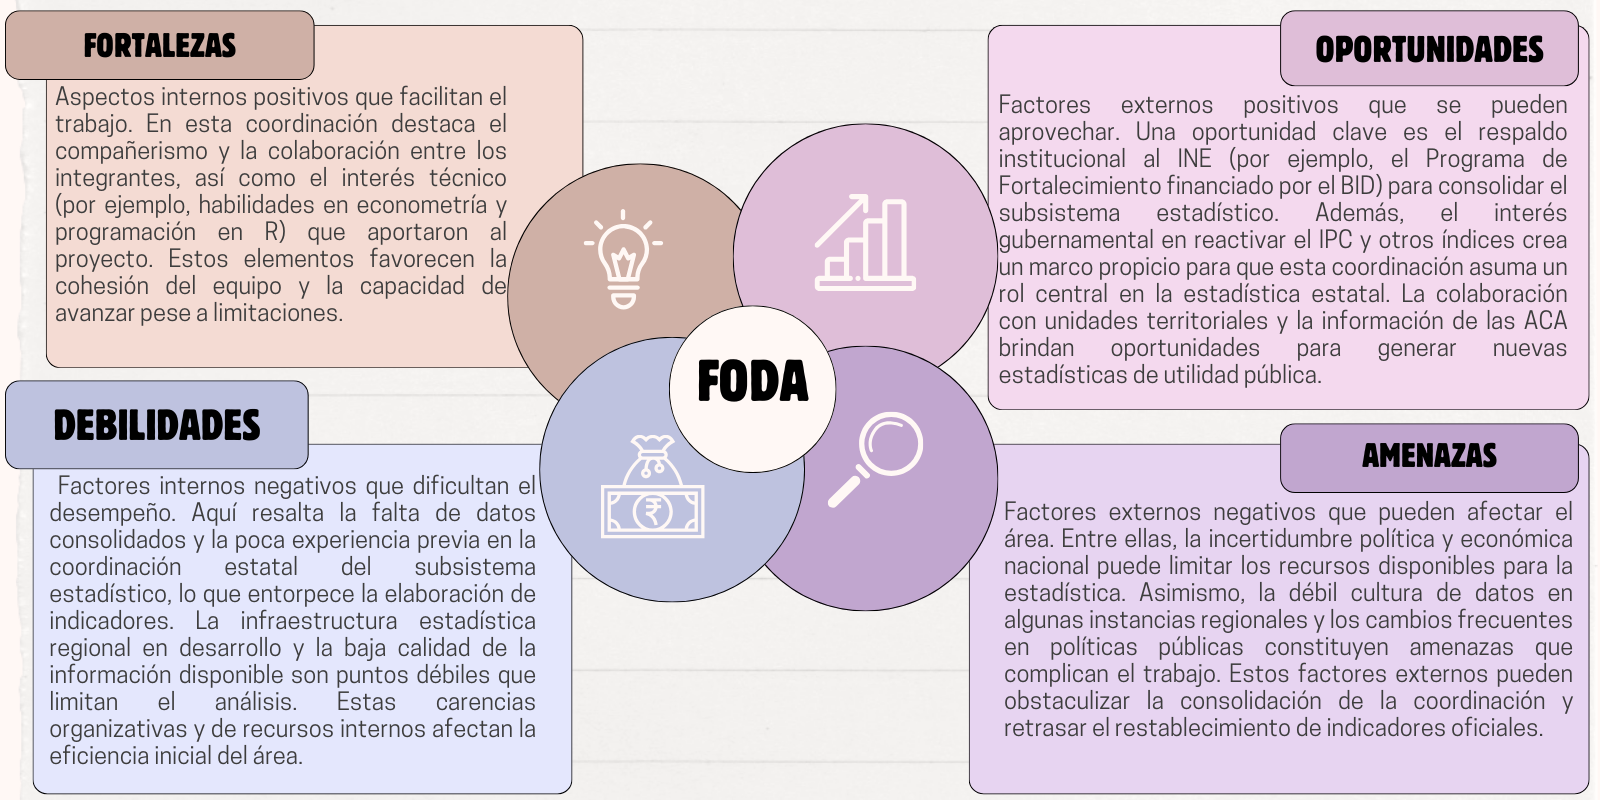 FORTALEZAS
Aspectos internos positivos que facilitan el
trabajo. En esta coordinación destaca el
compañerismo y la colaboración entre los
integrantes, así como el interés técnico
(por ejemplo, habilidades en econometría y
programación en R) que aportaron al
proyecto. Estos elementos favorecen la
cohesión del equipo y la capacidad de
avanzar pese a limitaciones.
OPORTUNIDADES
Factores externos positivos que se pueden
aprovechar. Una oportunidad clave es el respaldo
institucional al INE (por ejemplo, el Programa de
Fortalecimiento financiado por el BID) para consolidar el
subsistema estadístico. Además, el interés
gubernamental en reactivar el IPC y otros índices crea
un marco propicio para que esta coordinación asuma un
rol central en la estadística estatal. La colaboración
con unidades territoriales y la información de las ACA
brindan oportunidades para generar nuevas
estadísticas de utilidad pública.
FODA
DEBILIDADES
Factores internos negativos que dificultan el
desempeño. Aquí resalta la falta de datos
consolidados y la poca experiencia previa en la
coordinación estatal del subsistema
estadístico, lo que entorpece la elaboración de
indicadores. La infraestructura estadística
regional en desarrollo y la baja calidad de la
información disponible son puntos débiles que
limitan el análisis. Estas carencias
organizativas y de recursos internos afectan la
eficiencia inicial del área.
₹
AMENAZAS
Factores externos negativos que pueden afectar el
área. Entre ellas, la incertidumbre política y económica
nacional puede limitar los recursos disponibles para la
estadística. Asimismo, la débil cultura de datos en
algunas instancias regionales y los cambios frecuentes
en políticas públicas constituyen amenazas que
complican el trabajo. Estos factores externos pueden
obstaculizar la consolidación de la coordinación y
retrasar el restablecimiento de indicadores oficiales.